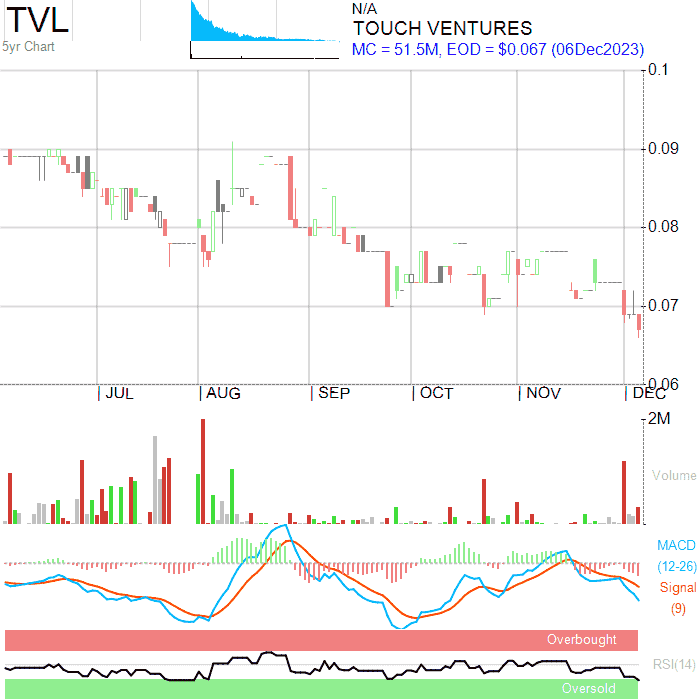 TVL
5yr Chart
N/A
TOUCH VENTURES
MC = 51.5M, EOD = $0.067 (06Dec2023)
0.1
0.09
0.08
0.07
0.06
JUL
AUG
SEP
OCT
NOV
DEC
2M
Volume
MACD
(12-26)
Signal
(9)
Overbought
RSI(14)
Oversold